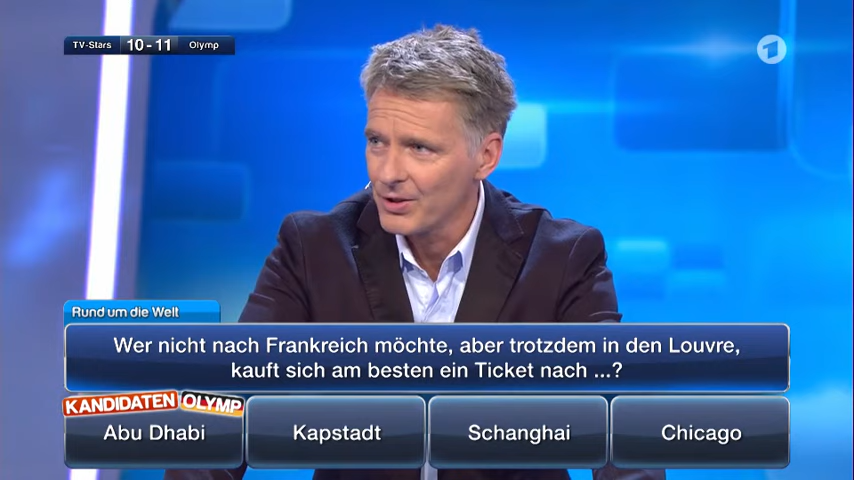 TV-Stars 10 - 11 Olymp
1
Rund um die Welt
Wer nicht nach Frankreich möchte, aber trotzdem in den Louvre,
kauft sich am besten ein Ticket nach ...?
KANDIDATEN OLYMP
Abu Dhabi Kapstadt Schanghai Chicago